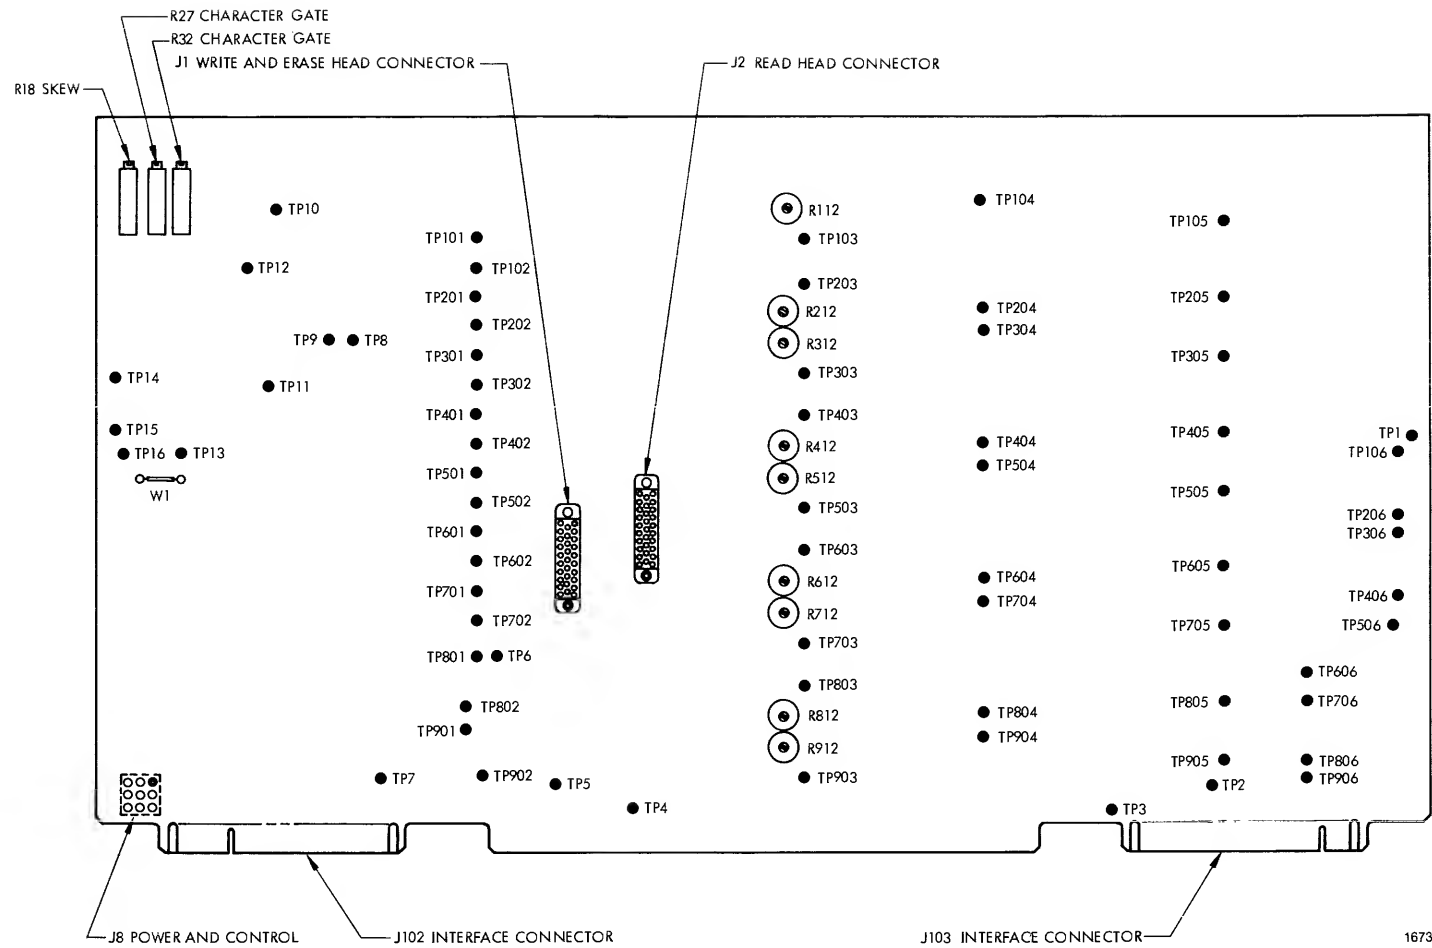 R27 CHARACTER GATE
R32 CHARACTER GATE
J1 WRITE AND ERASE HEAD CONNECTOR
J2 READ HEAD CONNECTOR
R18 SKEW
TP10
R112
TP104
TP105
TP101
TP103
TP12
TP102
TP203
TP201
TP205
R212
TP204
TP202
TP304
TP9
TP8
R312
TP301
TP305
TP14
TP11
TP302
TP303
TP401
TP403
TP15
TP405
TP1
TP402
R412
TP404
TP106
TP16
TP13
TP504
TP501
R512
W1
TP505
TP502
TP503
TP206
TP601
TP306
TP603
TP602
TP605
R612
TP604
TP701
TP406
TP704
R712
TP702
TP705
TP506
TP703
TP801
TP6
TP606
TP803
TP802
TP805
TP706
R812
TP804
TP901
TP904
R912
TP905
TP806
TP7
TP902
TP903
TP906
TP5
TP2
TP4
TP3
J8 POWER AND CONTROL
J102 INTERFACE CONNECTOR
J103 INTERFACE CONNECTOR
1673